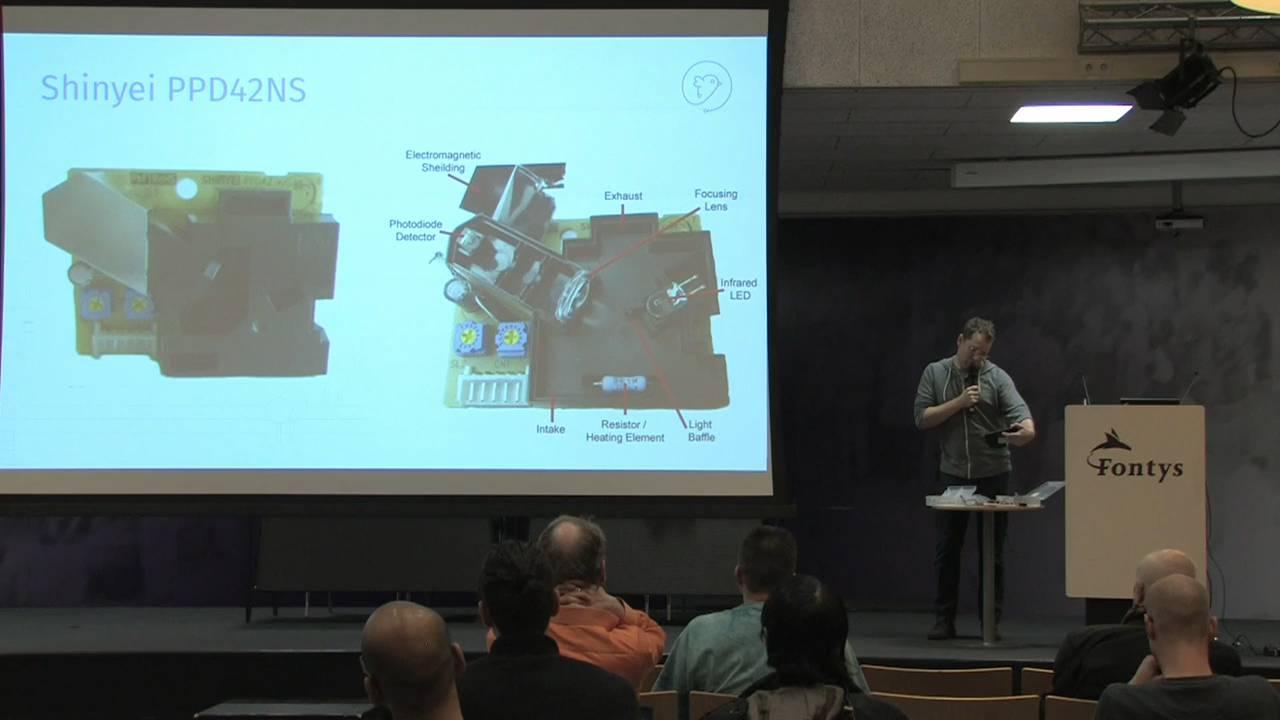 Shinyei PPD42NS
Electromagnetic
Sheilding
Exhaust
Focusing
Lens
Photodiode
Detector
Infrared
LED
Intake
Resistor /
Heating Element
Light
Baffle
Fontys